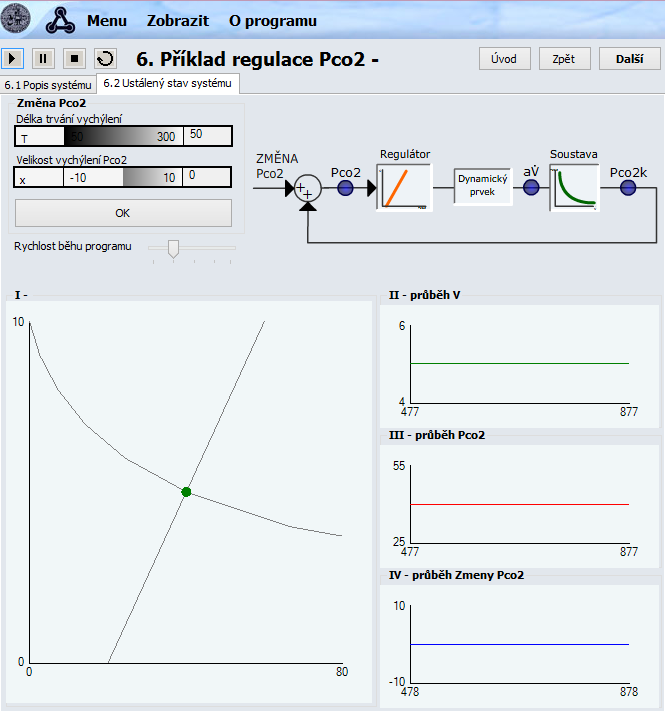 Menu Zobrazit O programu
6. Příklad regulace Pco2 -
Úvod Zpět Další
6.1 Popis systému 6.2 Ustálený stav systému
Změna Pco2
Délka trvání vychýlení
T 50 300 50
Velikost vychýlení Pco2
x -10 10 0
OK
Rychlost běhu programu
ZMĚNA
Pco2
+
+
Pco2
Regulátor
Dynamický
prvek
aV̇
Soustava
Pco2k
I -
10
0
0 80
II - průběh V
6
4
477 877
III - průběh Pco2
55
25
477 877
IV - průběh Zmeny Pco2
10
-10
478 878